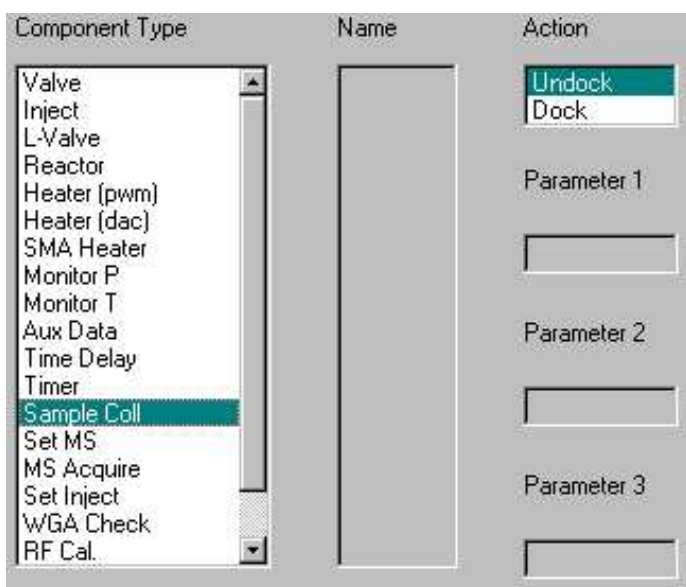 Component Type
Name
Action
Valve
Inject
L-Valve
Reactor
Heater (pwm)
Heater (dac)
SMA Heater
Monitor P
Monitor T
Aux Data
Time Delay
Timer
Sample Coll
Set MS
MS Acquire
Set Inject
WGA Check
RF Cal.
Undock
Dock
Parameter 1
Parameter 2
Parameter 3